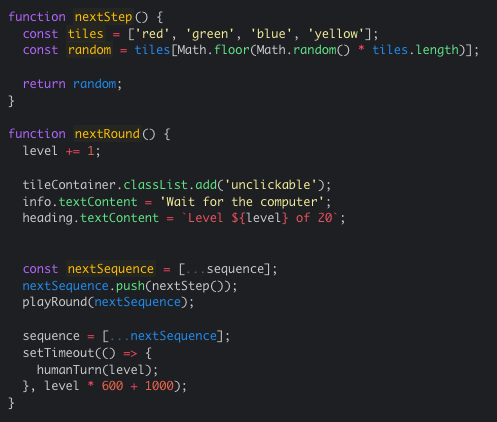 function nextStep() {
  const tiles = ['red', 'green', 'blue', 'yellow'];
  const random = tiles[Math.floor(Math.random() * tiles.length)];

  return random;
}

function nextRound() {
  level += 1;

  tileContainer.classList.add('unclickable');
  info.textContent = 'Wait for the computer';
  heading.textContent = `Level ${level} of 20`;


  const nextSequence = [...sequence];
  nextSequence.push(nextStep());
  playRound(nextSequence);

  sequence = [...nextSequence];
  setTimeout(() => {
    humanTurn(level);
  }, level * 600 + 1000);
}